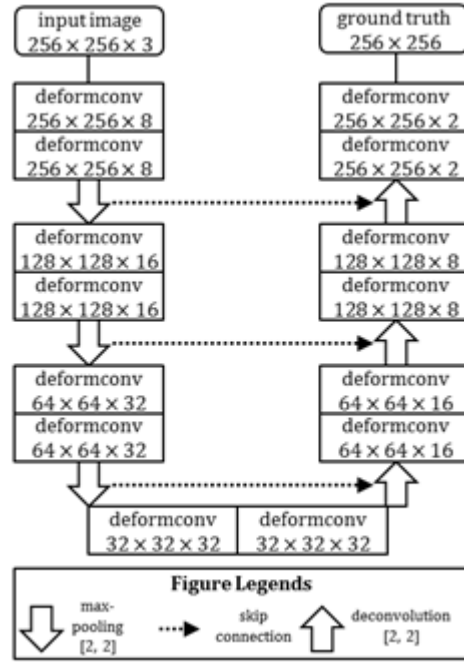 input image
256 × 256 × 3
deformconv
256 × 256 × 8
deformconv
256 × 256 × 8
deformconv
128 × 128 × 16
deformconv
128 × 128 × 16
deformconv
64 × 64 × 32
deformconv
64 × 64 × 32
deformconv
32 × 32 × 32
deformconv
32 × 32 × 32
ground truth
256 × 256
deformconv
256 × 256 × 2
deformconv
256 × 256 × 2
deformconv
128 × 128 × 8
deformconv
128 × 128 × 8
deformconv
64 × 64 × 16
deformconv
64 × 64 × 16
Figure Legends
max-
pooling
[2, 2]
skip
connection
deconvolution
[2, 2]